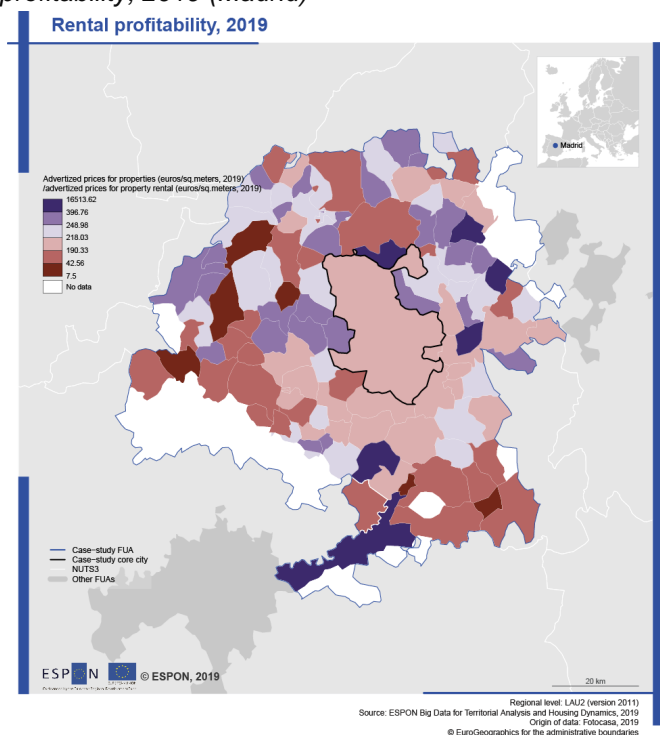 profitability, 2019 (Madrid)
Rental profitability, 2019
Madrid
Advertized prices for properties (euros/sq.meters, 2019)
/advertized prices for property rental (euros/sq.meters, 2019)
16513.62
396.76
248.98
218.03
190.33
42.56
7.5
No data
Case-study FUA
Case-study core city
NUTS3
Other FUAs
ESPON © ESPON, 2019
20 km
Regional level: LAU2 (version 2011)
Source: ESPON Big Data for Territorial Analysis and Housing Dynamics, 2019
Origin of data: Fotocasa, 2019
© EuroGeographics for the administrative boundaries